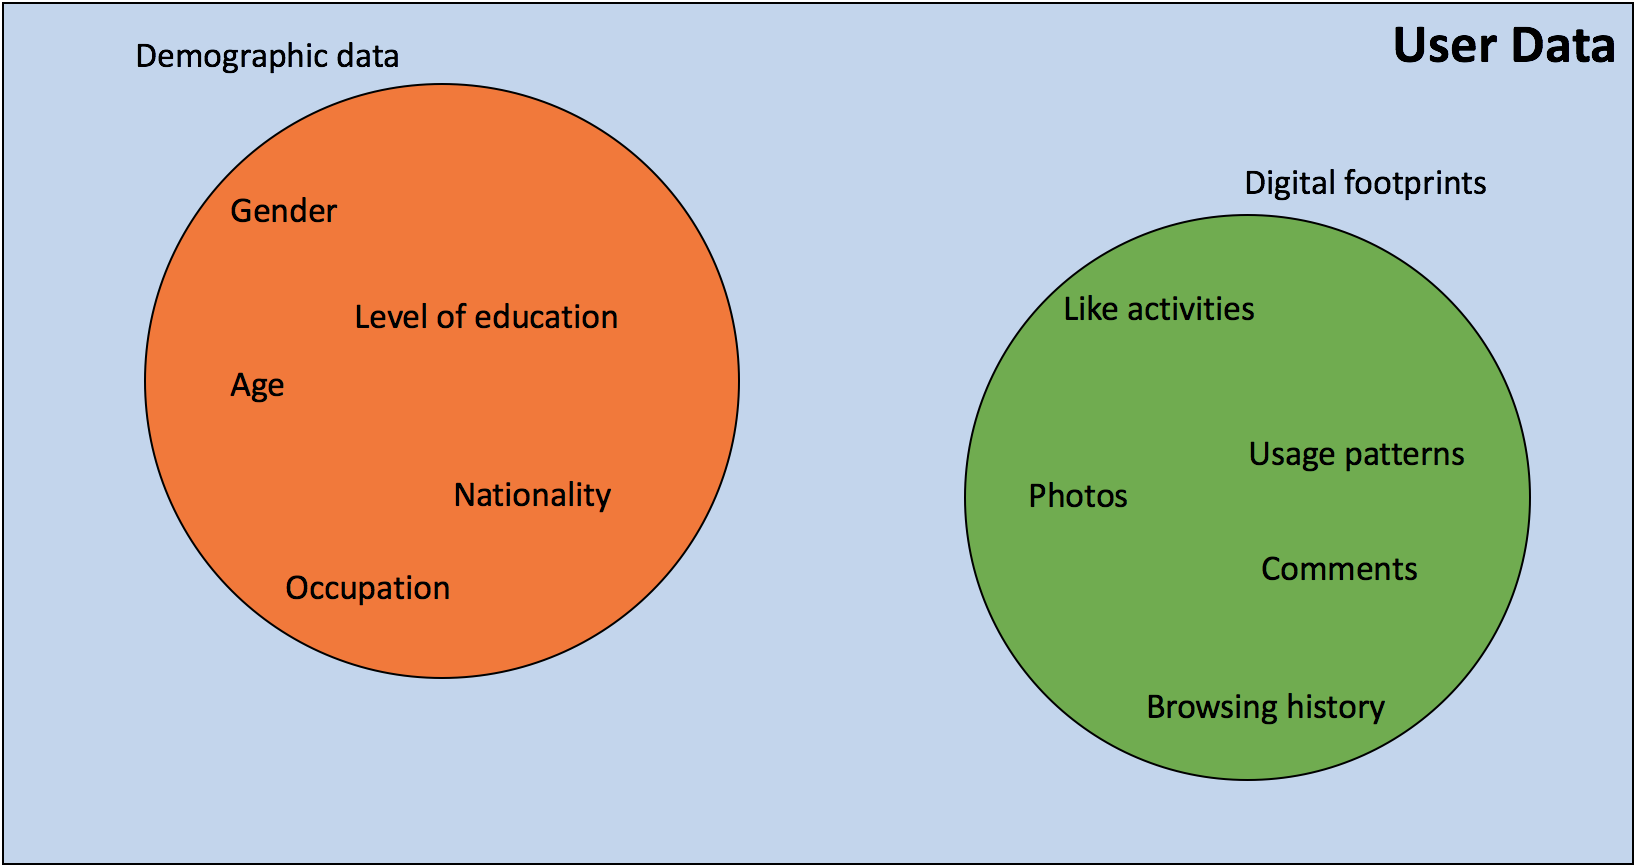 User Data
Demographic data
Gender
Level of education
Age
Nationality
Occupation
Digital footprints
Like activities
Usage patterns
Photos
Comments
Browsing history